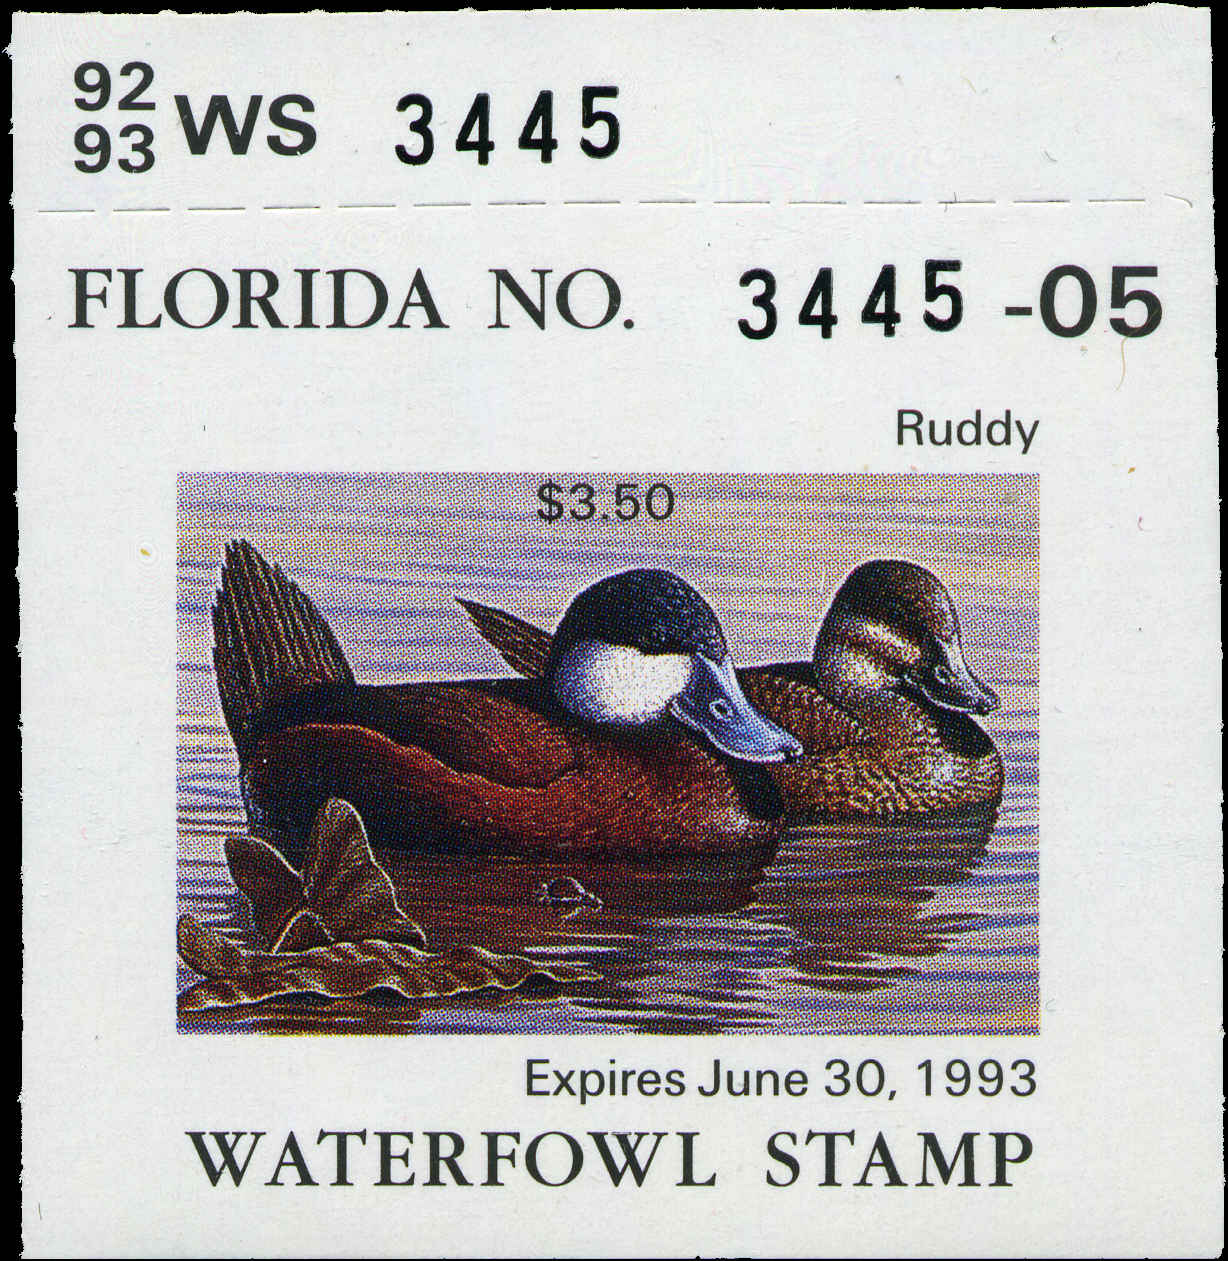 92
93 WS 3445
FLORIDA NO. 3445 -05
Ruddy
$3.50
Expires June 30, 1993
WATERFOWL STAMP